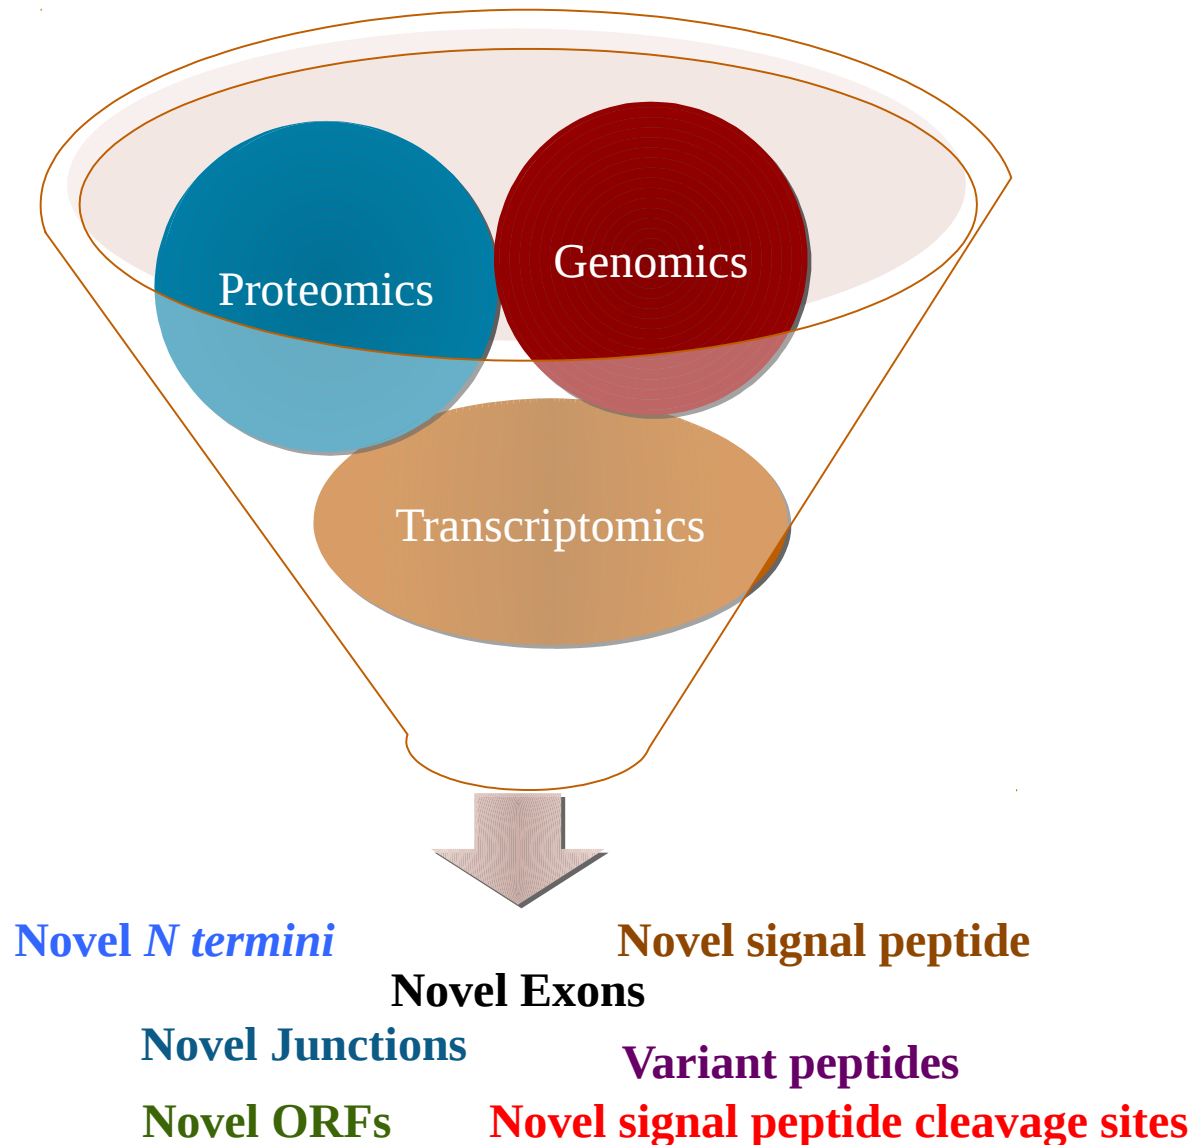 Genomics
Proteomics
Transcriptomics
Novel N termini
Novel signal peptide
Novel Exons
Novel Junctions
Variant peptides
Novel ORFs
Novel signal peptide cleavage sites